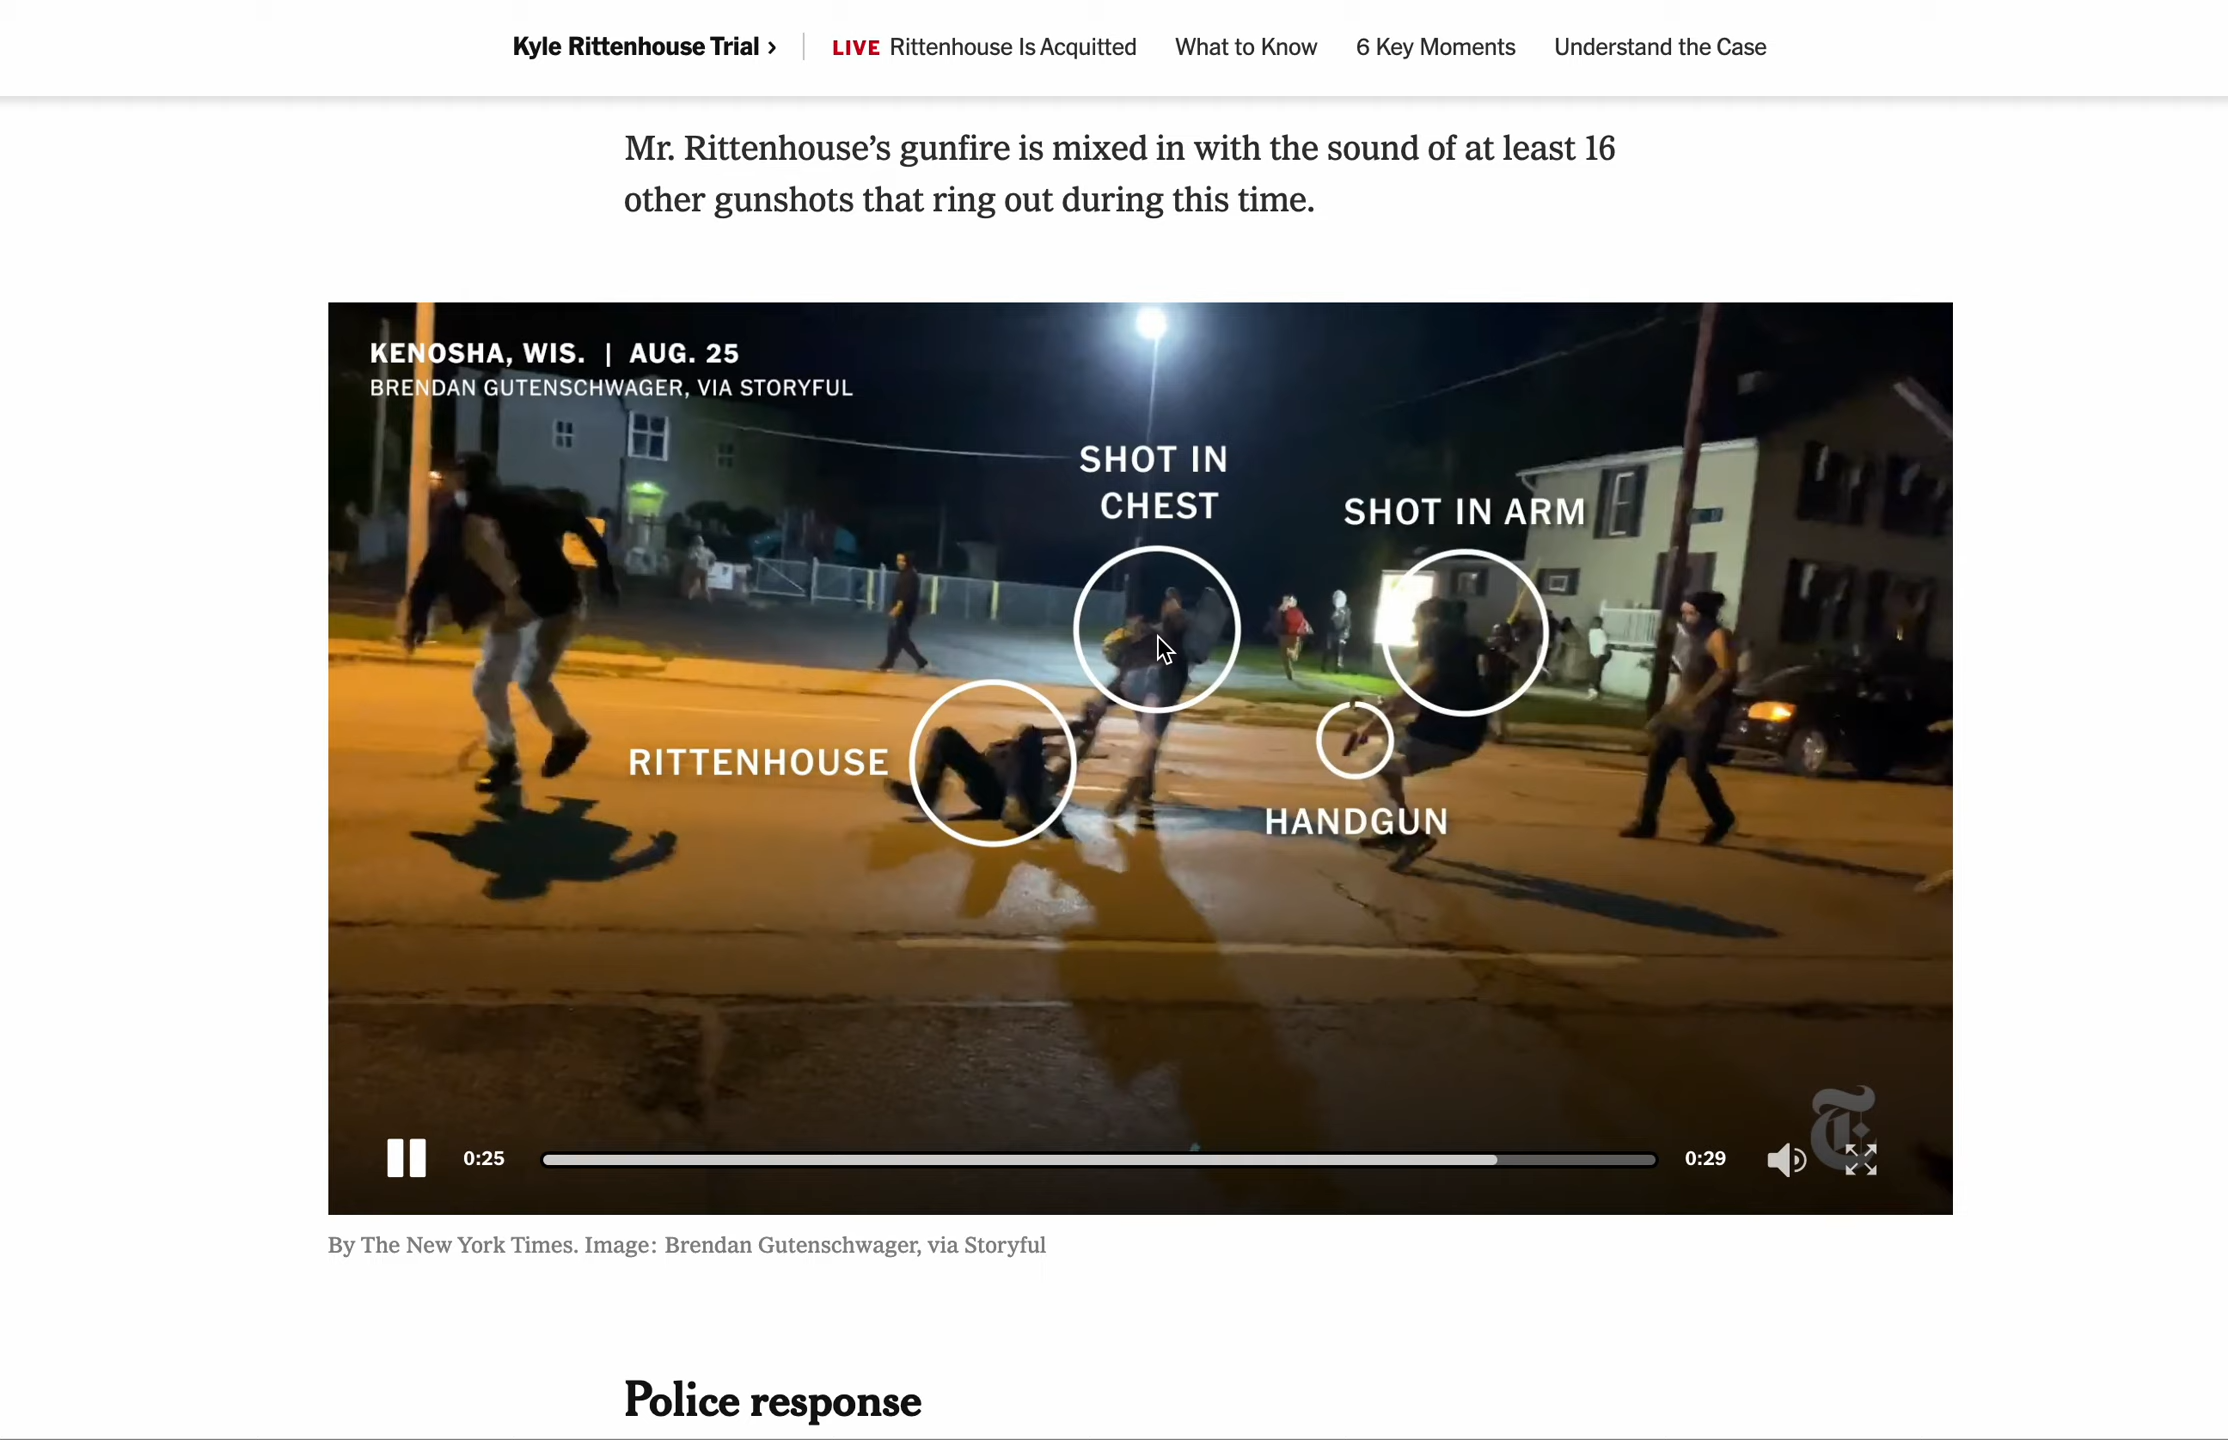 Kyle Rittenhouse Trial › LIVE Rittenhouse Is Acquitted What to Know 6 Key Moments Understand the Case
Mr. Rittenhouse’s gunfire is mixed in with the sound of at least 16
other gunshots that ring out during this time.
KENOSHA, WIS. | AUG. 25
BRENDAN GUTENSCHWAGER, VIA STORYFUL
SHOT IN
CHEST
SHOT IN ARM
RITTENHOUSE
HANDGUN
0:25 0:29
T
By The New York Times. Image: Brendan Gutenschwager, via Storyful
Police response